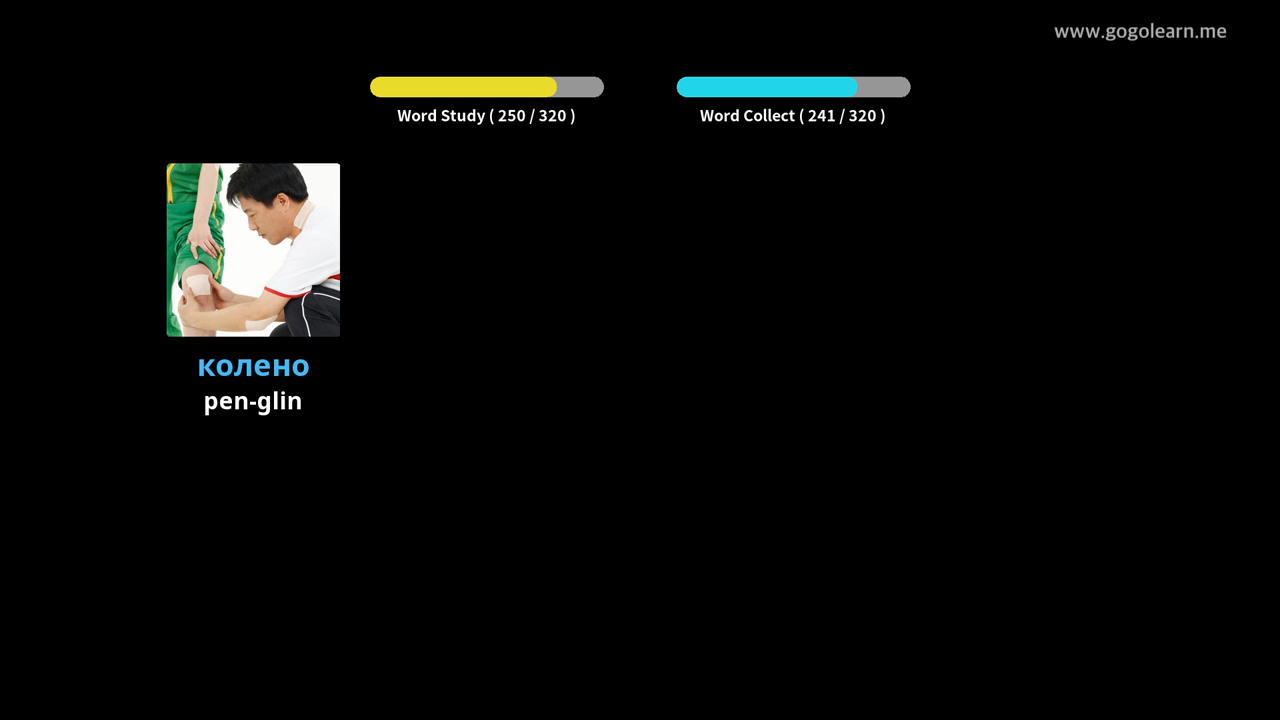 www.gogolearn.me
Word Study ( 250 / 320 )
Word Collect ( 241 / 320 )
колено
pen-glin